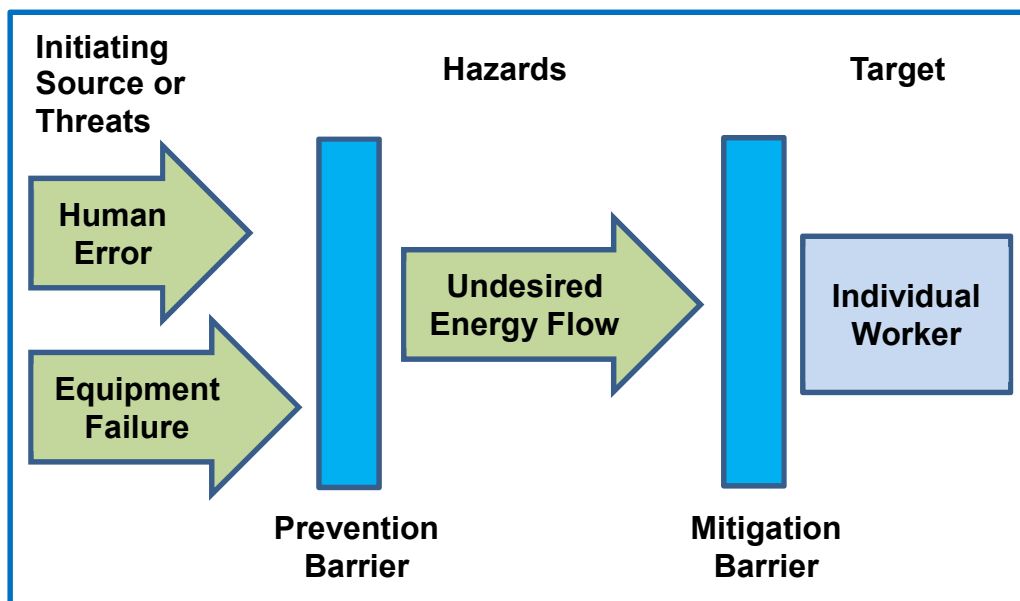 Initiating
Source or
Threats
Hazards
Target
Human
Error
Undesired
Energy Flow
Individual
Worker
Equipment
Failure
Prevention
Barrier
Mitigation
Barrier